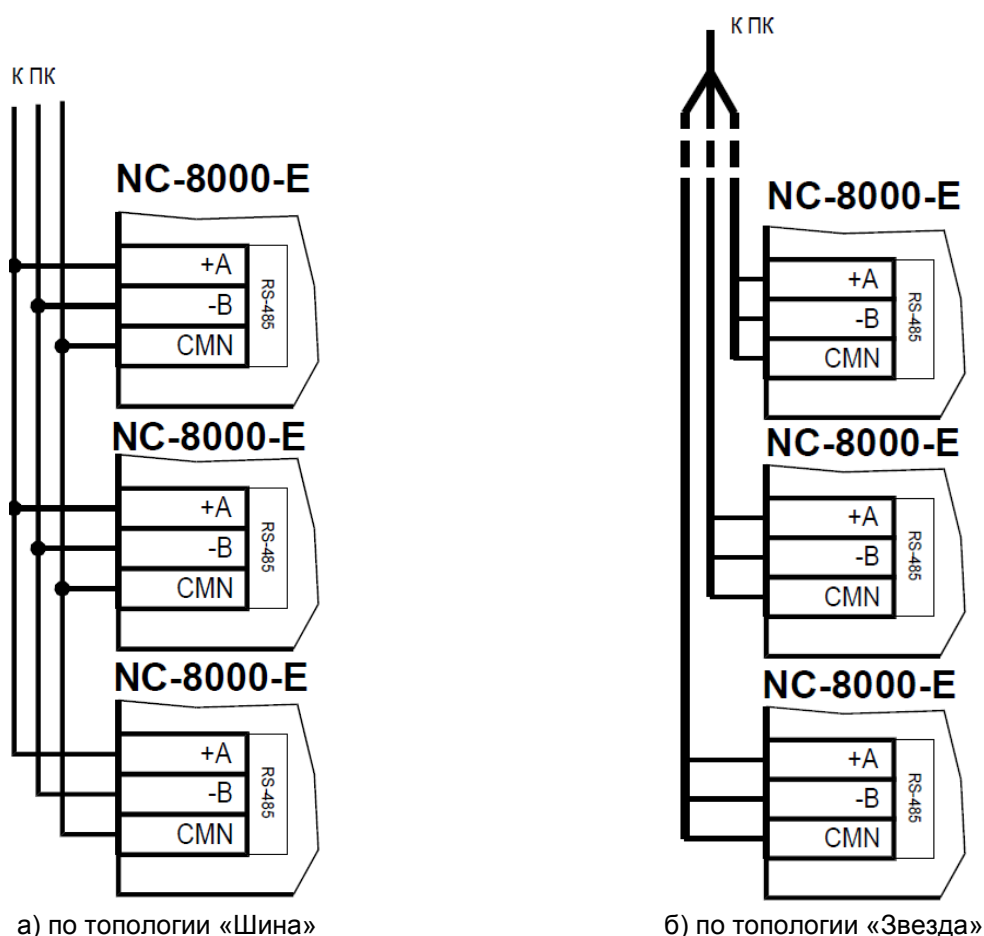 К ПК
NC-8000-E
+A
-B
CMN
RS-485
NC-8000-E
+A
-B
CMN
RS-485
NC-8000-E
+A
-B
CMN
RS-485
а) по топологии «Шина»
К ПК
NC-8000-E
+A
-B
CMN
RS-485
NC-8000-E
+A
-B
CMN
RS-485
NC-8000-E
+A
-B
CMN
RS-485
б) по топологии «Звезда»